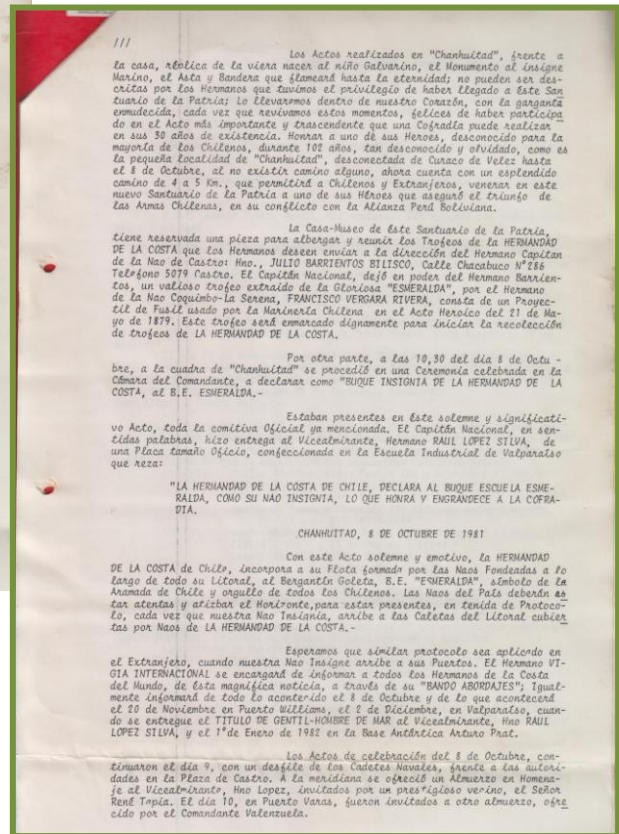 ///
Los Actos realizados en "Chanhuitad", frente a
la casa, réplica de la viera nacer al niño Galvarino, el Monumento al insigne
Marino, el Asta y Bandera que flameará hasta la eternidad; no pueden ser des-
critas por los Hermanos que tuvimos el privilegio de haber llegado a éste San
tuario de la Patria; Lo llevaremos dentro de nuestro Corazón, con la garganta
enmudecida, cada vez que revivamos estos momentos, felices de haber participa
do en el Acto más importante y trascendente que una Cofradía puede realizar
en sus 30 años de existencia. Honrar a uno de sus Heroes, desconocido para la
mayoría de los Chilenos, durante 102 años, tan desconocido y olvidado, como es
la pequeña localidad de "Chanhuitad", desconectada de Curaco de Velez hasta
el 8 de Octubre, al no existir camino alguno, ahora cuenta con un esplendido
camino de 4 a 5 Km., que permitirá a Chilenos y Extranjeros, venerar en este
nuevo Santuario de la Patria a uno de sus Héroes que aseguró el triunfo de
las Armas Chilenas, en su conflicto con la Alianza Perú Boliviana.
La Casa-Museo de éste Santuario de la Patria,
tiene reservada una pieza para albergar y reunir los Trofeos de la HERMANDAD
DE LA COSTA que los Hermanos deseen enviar a la dirección del Hermano Capitan
de la Nao de Castro: Hno., JULIO BARRIENTOS BILISCO, Calle Chacabuco N°286
Telefono 5079 Castro. El Capitán Nacional, dejó en poder del Hermano Barrien-
tos, un valioso trofeo extraido de la Gloriosa "ESMERALDA", por el Hermano
de la Nao Coquimbo-La Serena, FRANCISCO VERGARA RIVERA, consta de un Proyec-
til de Fusil usado por la Marinería Chilena en el Acto Heroico del 21 de Ma-
yo de 1879. Este trofeo será enmarcado dignamente para iniciar la recolección
de trofeos de LA HERMANDAD DE LA COSTA.
Por otra parte, a las 10,30 del dia 8 de Octu -
bre, a la cuadra de "Chanhuitad" se procedió en una Ceremonia celebrada en la
Cámara del Comandante, a declarar como "BUQUE INSIGNIA DE LA HERMANDAD DE LA
COSTA, al B.E. ESMERALDA.-
Estaban presentes en éste solemne y significati-
vo Acto, toda la comitiva Oficial ya mencionada. El Capitán Nacional, en sen-
tidas palabras, hizo entrega al Vicealmirante, Hermano RAUL LOPEZ SILVA, de
una Placa tamaño Oficio, confeccionada en la Escuela Industrial de Valparaíso
que reza:
"LA HERMANDAD DE LA COSTA DE CHILE, DECLARA AL BUQUE ESCUELA ESME-
RALDA, COMO SU NAO INSIGNIA, LO QUE HONRA Y ENGRANDECE A LA COFRA-
DIA.
CHANHUITAD, 8 DE OCTUBRE DE 1981
Con este Acto solemne y emotivo, la HERMANDAD
DE LA COSTA de Chile, incorpora a su Flota formada por las Naos Fondeadas a lo
largo de todo su Litoral, al Bergantín Goleta, B.E. "ESMERALDA", símbolo de la
Aramada de Chile y orgullo de todos los Chilenos. Las Naos del País deberán es
tar atentas y atizbar el Horizonte,para estar presentes, en tenida de Protoco-
lo, cada vez que nuestra Nao Insignia, arribe a las Caletas del Litoral cubier
tas por Naos de LA HERMANDAD DE LA COSTA.-
Esperamos que similar protocolo sea aplicado en
el Extranjero, cuando nuestra Nao Insigne arribe a sus Puertos. El Hermano VI-
GIA INTERNACIONAL se encargará de informar a todos los Hermanos de la Costa
del Mundo, de ésta magnífica noticia, a través de su "BANDO ABORDAJES"; Igual-
mente informará de todo lo acontecido el 8 de Octubre y de lo que acontecerá
el 20 de Noviembre en Puerto Williams, el 2 de Diciembre, en Valparaíso, cuan-
do se entregue el TITULO DE GENTIL-HOMBRE DE MAR al Vicealmirante, Hno RAUL
LOPEZ SILVA, y el 1°de Enero de 1982 en la Base Antártica Arturo Prat.
Los Actos de celebración del 8 de Octubre, con-
tinuaron el día 9, con un desfile de los Cadetes Navales, frente a las autori-
dades en la Plaza de Castro. A la meridiana se ofreció un Almuerzo en Homena-
je al Vicealmirante, Hno Lopez, invitados por un prestigioso vecino, el Señor
René Tapia. El día 10, en Puerto Varas, fueron invitados a otro almuerzo, ofre
cido por el Comandante Valenzuela.